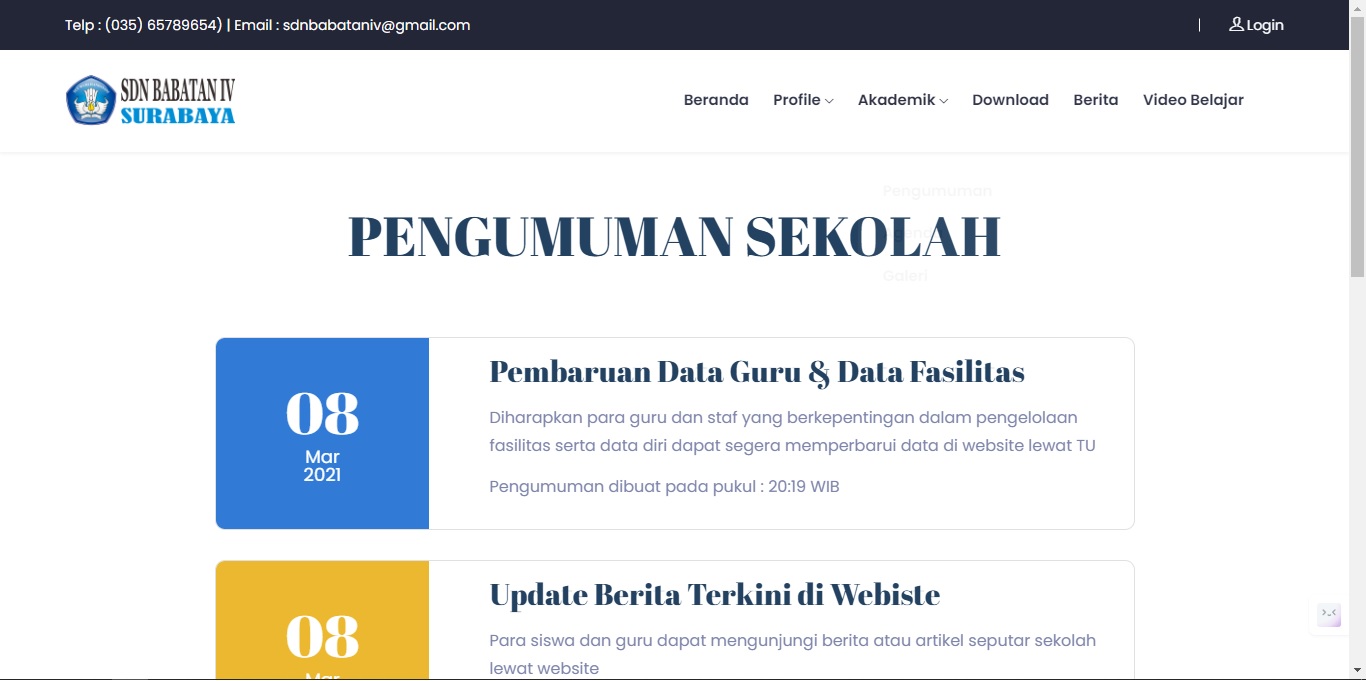 Telp : (035) 65789654) | Email : sdnbabataniv@gmail.com
| Login
SDN BABATAN IV
SURABAYA
Beranda Profile Akademik Download Berita Video Belajar
Pengumuman
PENGUMUMAN SEKOLAH
Galeri
08
Mar
2021
Pembaruan Data Guru & Data Fasilitas
Diharapkan para guru dan staf yang berkepentingan dalam pengelolaan
fasilitas serta data diri dapat segera memperbarui data di website lewat TU
Pengumuman dibuat pada pukul : 20:19 WIB
08
Mar
Update Berita Terkini di Webiste
Para siswa dan guru dapat mengunjungi berita atau artikel seputar sekolah
lewat website